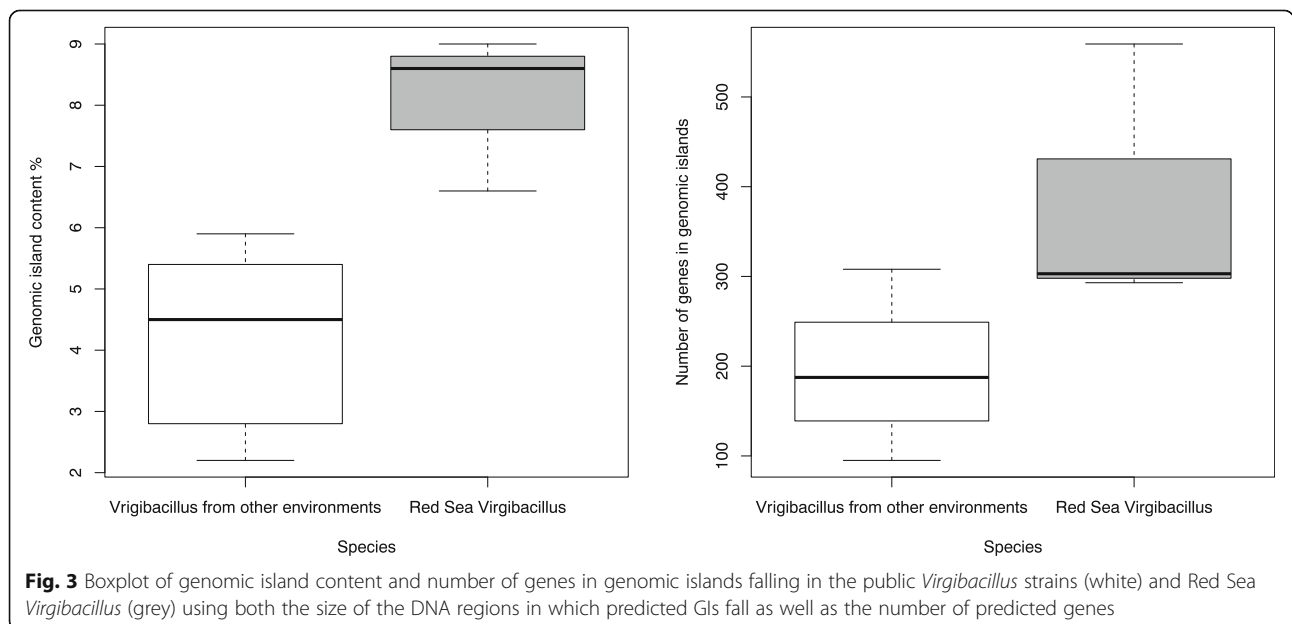 Genomic island content %
9
8
7
6
5
4
3
2
Vrigibacillus from other environments
Red Sea Virgibacillus
Species
Number of genes in genomic islands
500
400
300
200
100
Vrigibacillus from other environments
Red Sea Virgibacillus
Species
Fig. 3 Boxplot of genomic island content and number of genes in genomic islands falling in the public Virgibacillus strains (white) and Red Sea
Virgibacillus (grey) using both the size of the DNA regions in which predicted GIs fall as well as the number of predicted genes